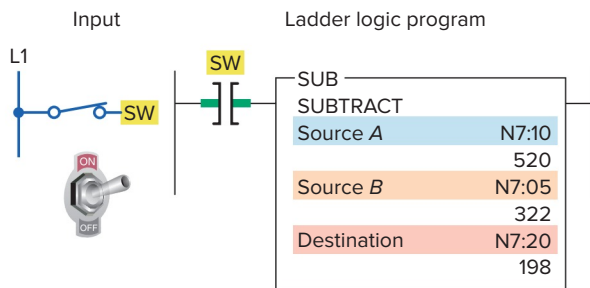 Input
Ladder logic program
L1
SW
ON
OFF
SW
SUB
SUBTRACT
Source A N7:10
520
Source B N7:05
322
Destination N7:20
198